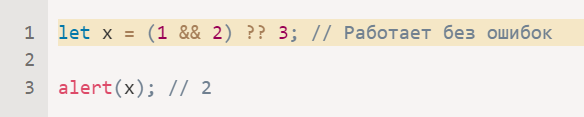 1 let x = (1 && 2) ?? 3; // Работает без ошибок
2
3 alert(x); // 2